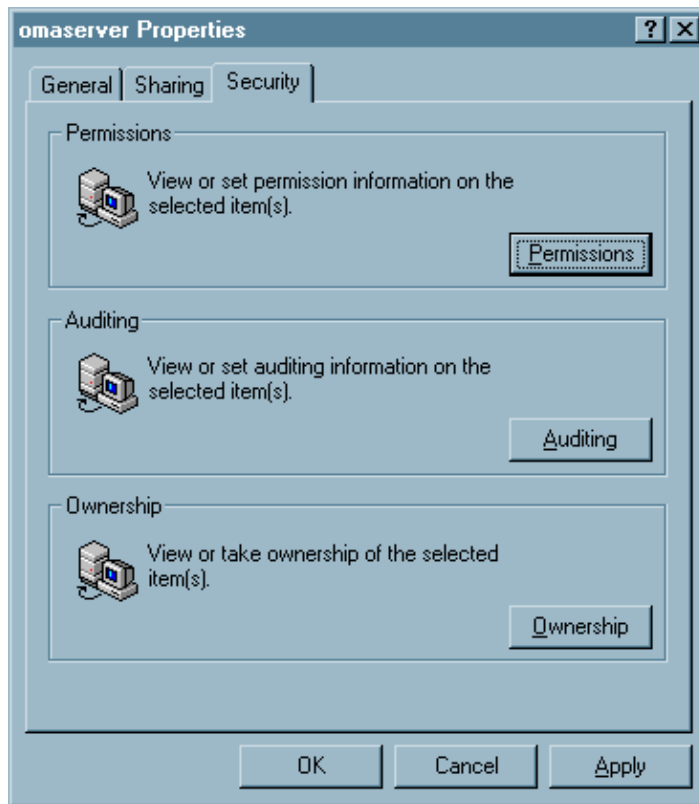 omaserver Properties
?
General Sharing Security
Permissions
View or set permission information on the
selected item(s).
Permissions
Auditing
View or set auditing information on the
selected item(s).
Auditing
Ownership
View or take ownership of the selected
item(s).
Ownership
OK Cancel Apply